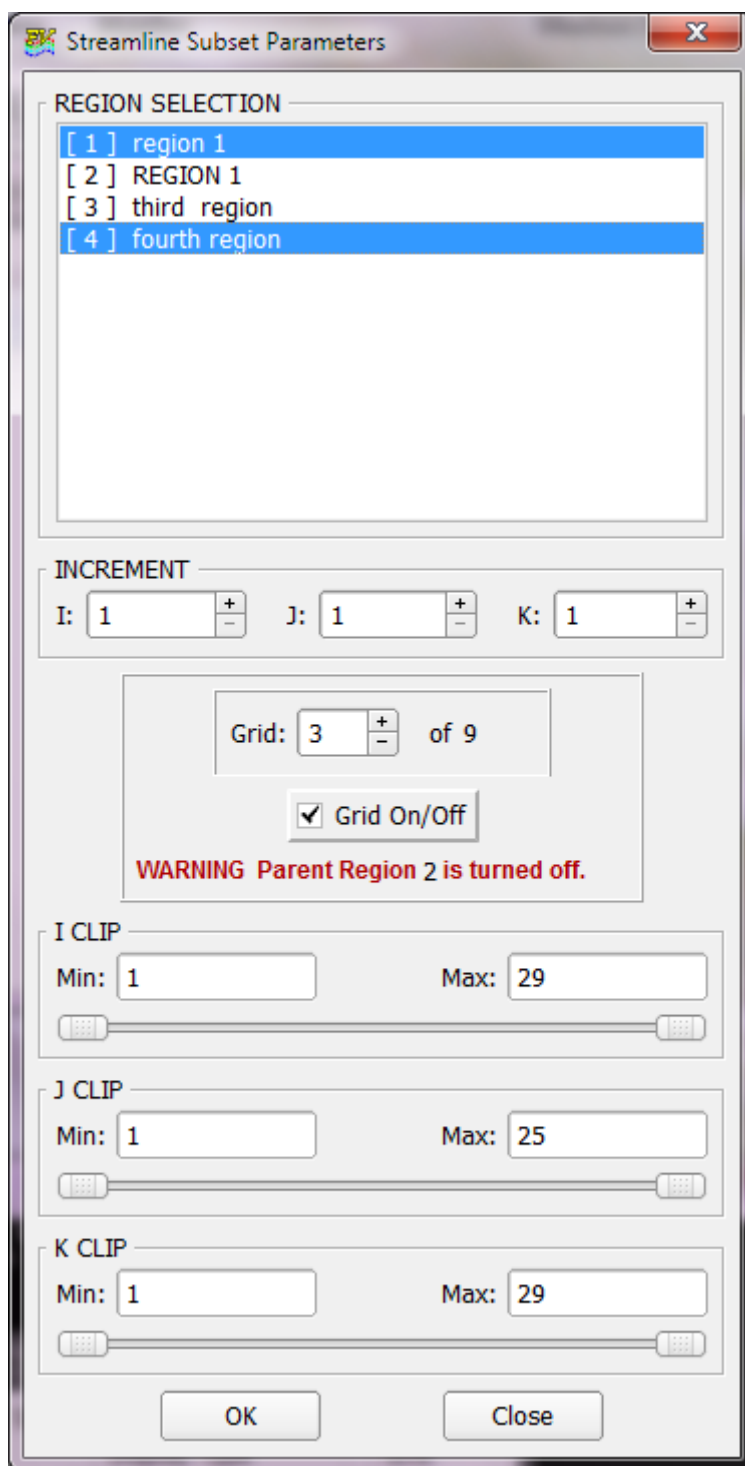 Streamline Subset Parameters
REGION SELECTION
[ 1 ] region 1
[ 2 ] REGION 1
[ 3 ] third region
[ 4 ] fourth region
INCREMENT
I: 1 + - J: 1 + - K: 1 + -
Grid: 3 + - of 9
Grid On/Off
WARNING Parent Region 2 is turned off.
I CLIP
Min: 1 Max: 29
J CLIP
Min: 1 Max: 25
K CLIP
Min: 1 Max: 29
OK Close